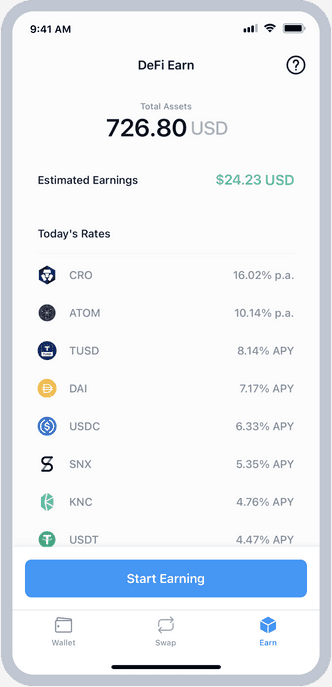 9:41 AM
DeFi Earn
Total Assets
726.80 USD
Estimated Earnings $24.23 USD
Today's Rates
CRO 16.02% p.a.
ATOM 10.14% p.a.
TUSD 8.14% APY
DAI 7.17% APY
USDC 6.33% APY
SNX 5.35% APY
KNC 4.76% APY
USDT 4.47% APY
Start Earning
Wallet Swap Earn